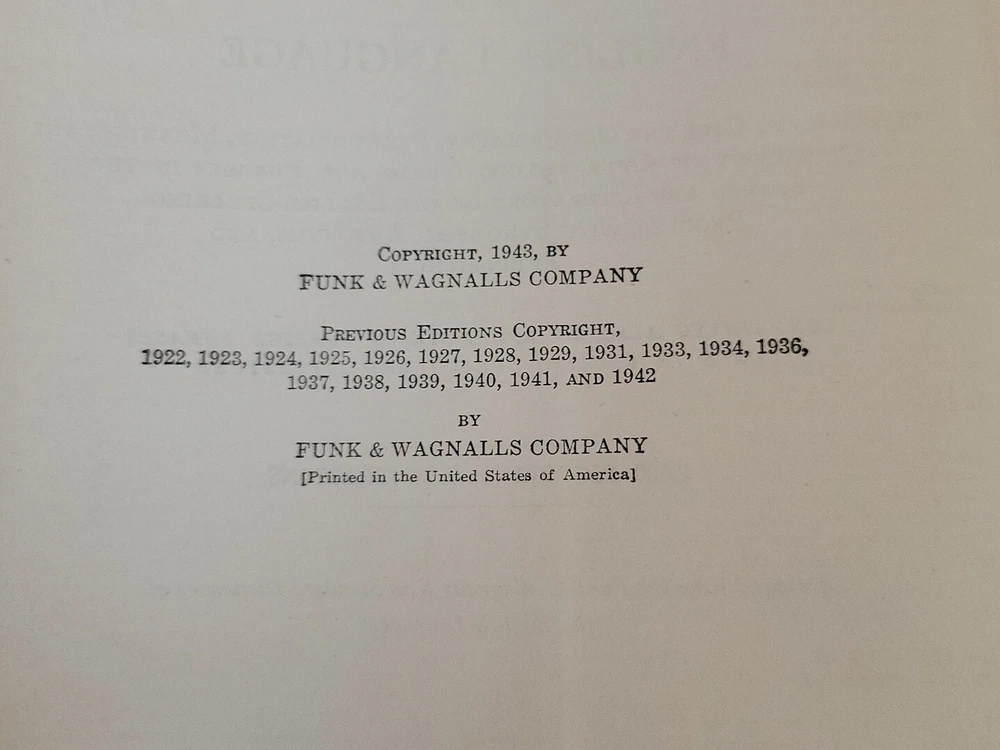 COPYRIGHT, 1943, BY
FUNK & WAGNALLS COMPANY
PREVIOUS EDITIONS COPYRIGHT,
1922, 1923, 1924, 1925, 1926, 1927, 1928, 1929, 1931, 1933, 1934, 1936,
1937, 1938, 1939, 1940, 1941, AND 1942
BY
FUNK & WAGNALLS COMPANY
[Printed in the United States of America]